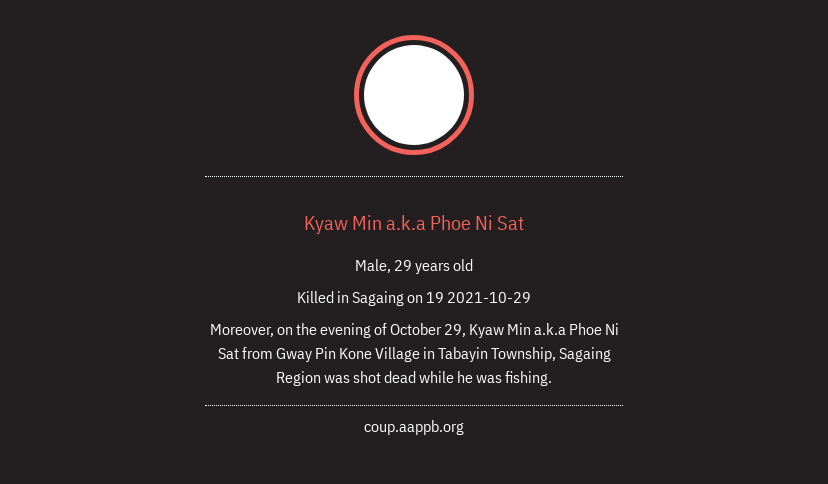 Kyaw Min a.k.a Phoe Ni Sat
Male, 29 years old
Killed in Sagaing on 19 2021-10-29
Moreover, on the evening of October 29, Kyaw Min a.k.a Phoe Ni
Sat from Gway Pin Kone Village in Tabayin Township, Sagaing
Region was shot dead while he was fishing.
coup.aappb.org